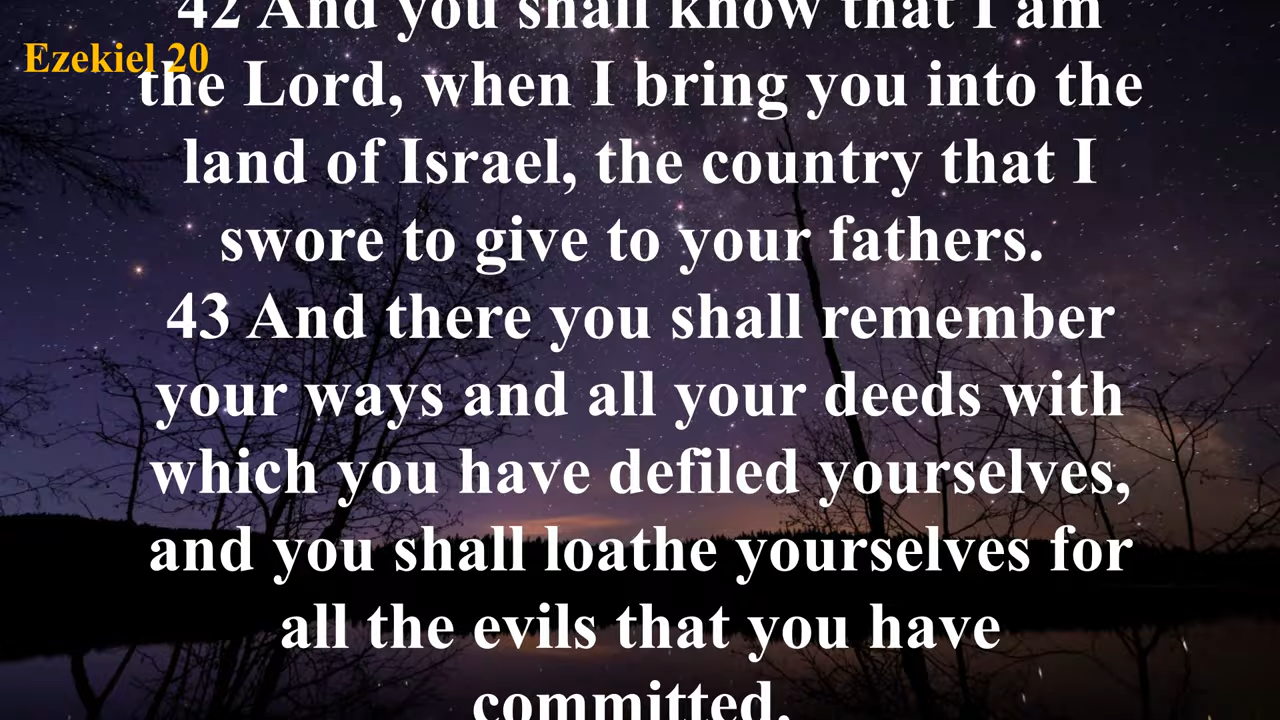 42 And you shall know that I am
Ezekiel 20
the Lord, when I bring you into the
land of Israel, the country that I
swore to give to your fathers.
43 And there you shall remember
your ways and all your deeds with
which you have defiled yourselves,
and you shall loathe yourselves for
all the evils that you have
committed.